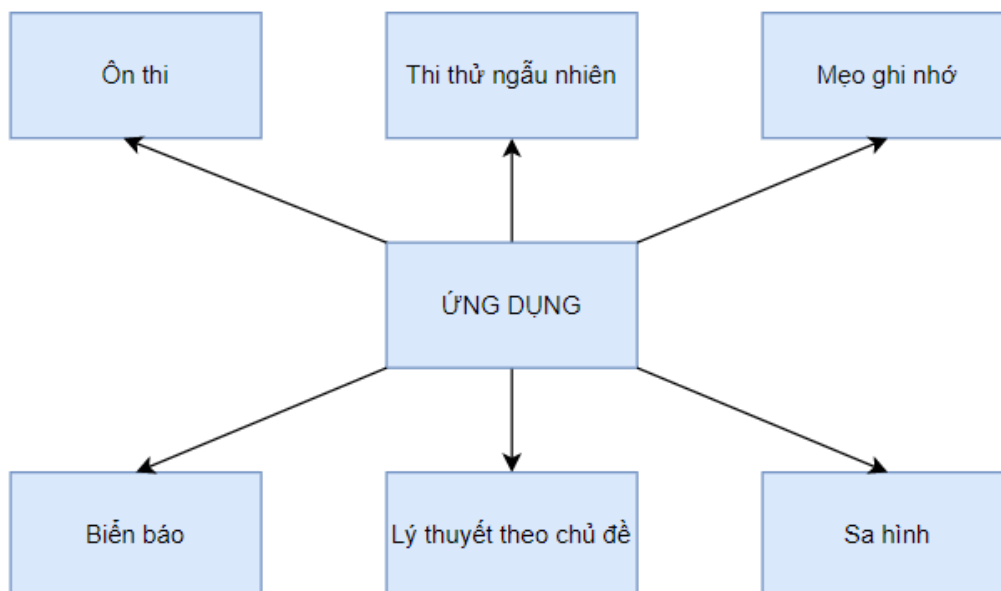 Ôn thi
Thi thử ngẫu nhiên
Mẹo ghi nhớ
ỨNG DỤNG
Biển báo
Lý thuyết theo chủ đề
Sa hình